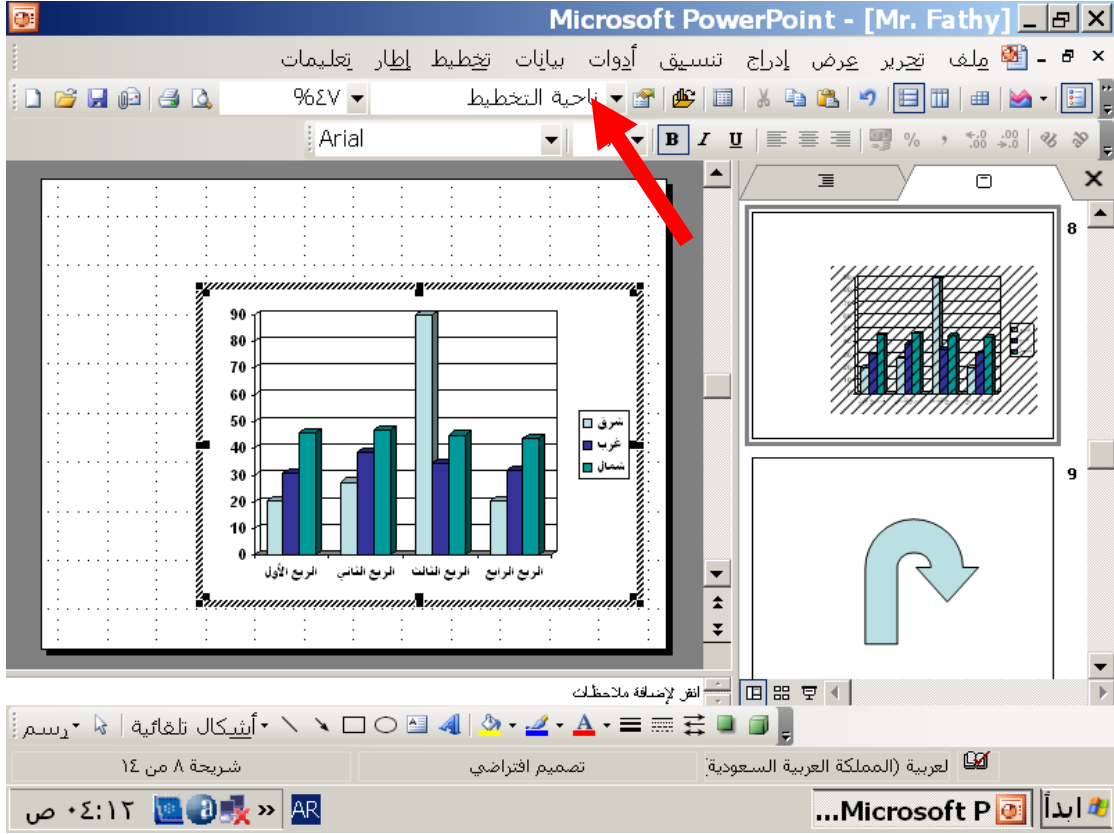 Microsoft PowerPoint - [Mr. Fathy]
ملف تحرير عرض إدراج تنسيق أدوات بيانات تخطيط إطار تعليمات
ناحية التخطيط
%٤٧
Arial
B I U
8
9
90
80
70
60
50
40
30
20
10
0
الربع الأول الربع الثاني الربع الثالث الربع الرابع
شرق
غرب
شمال
انقر لإضافة ملاحظات
رسم أشكال تلقائية
شريحة ٨ من ١٤
تصميم افتراضي
العربية (المملكة العربية السعودية)
ابدأ
Microsoft P...
AR
٠٤:١٢ ص